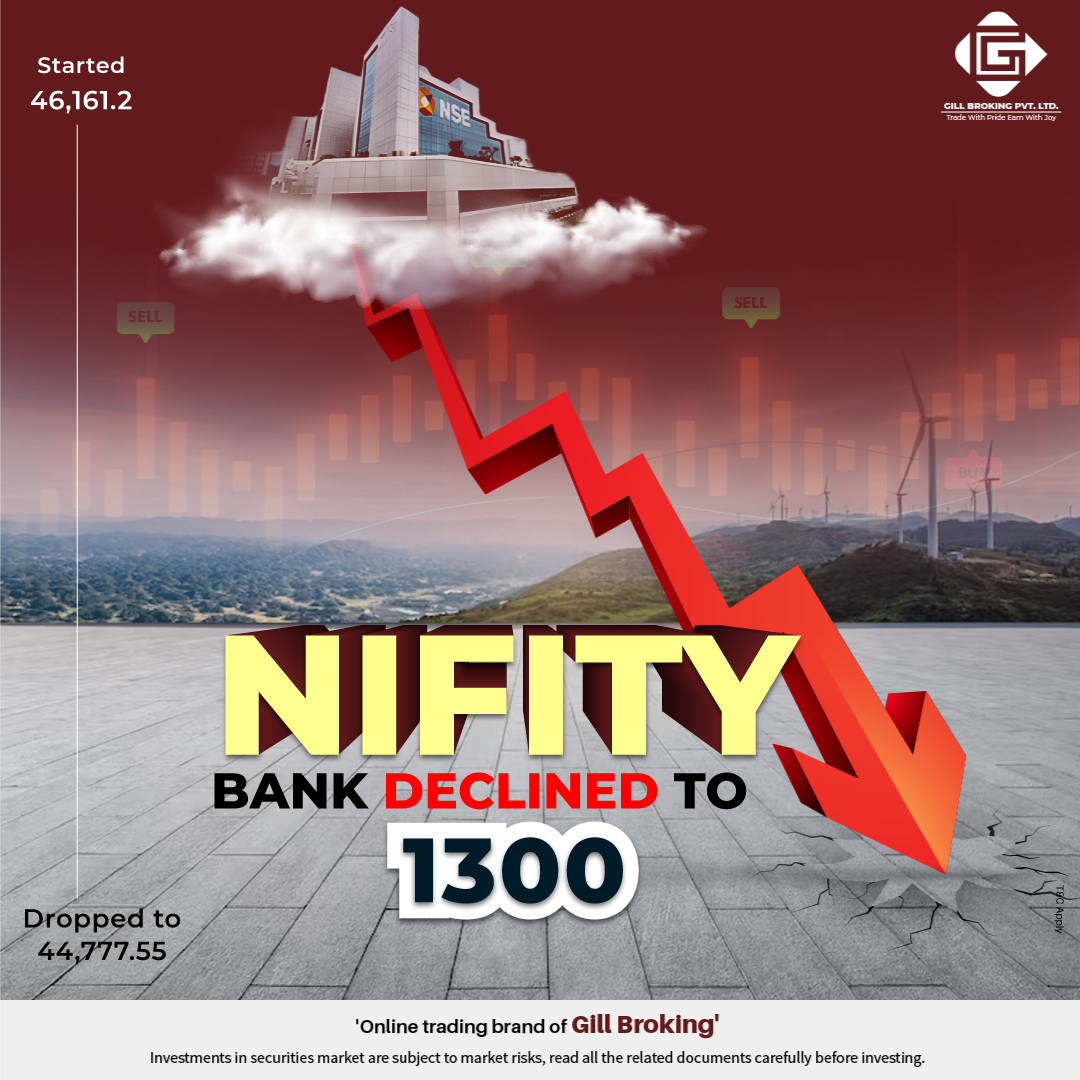 Started
46,161.2
NSE
GILL BROKING PVT. LTD.
Trade With Pride Earn With Joy
SELL
SELL
BUY
NIFITY
BANK DECLINED TO
1300
Dropped to
44,777.55
T&C Apply
'Online trading brand of Gill Broking'
Investments in securities market are subject to market risks, read all the related documents carefully before investing.